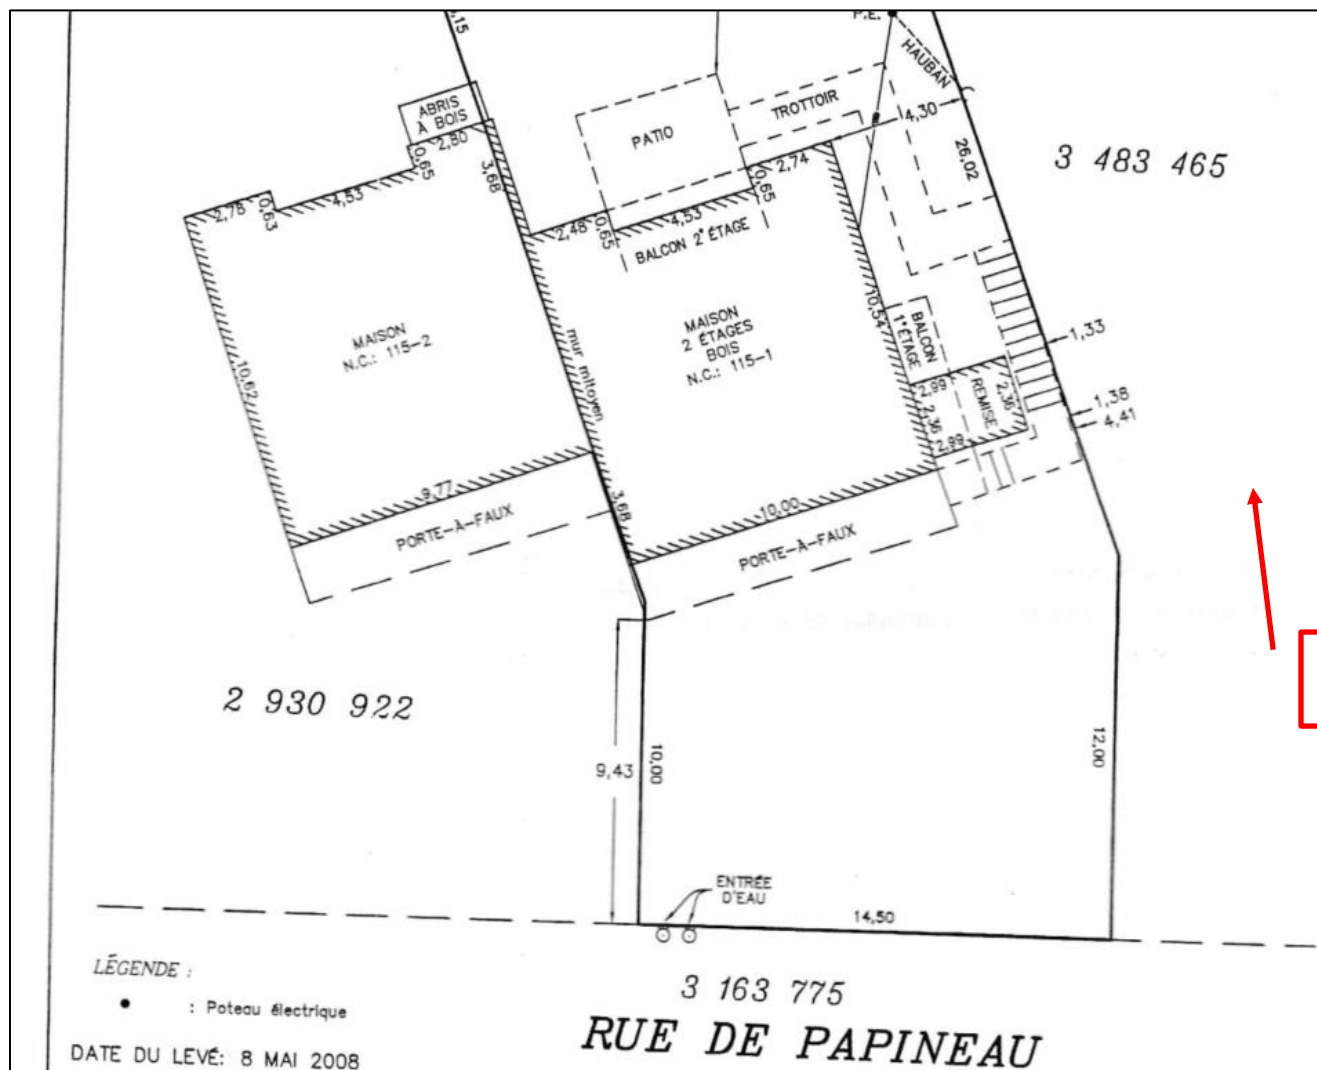 ,15
P.E.
HAUBAN
ABRIS
À BOIS
2,80
0,65
3,68
PATIO
TROTTOIR
4,30
26,02
3 483 465
2,78
0,63
4,53
2,48
0,65
4,53
2,74
0,65
BALCON 2ᵉ ÉTAGE
MAISON
N.C.: 115-2
10,62
mur mitoyen
MAISON
2 ÉTAGES
BOIS
N.C.: 115-1
10,54
BALCON
1ᵉ ÉTAGE
1,33
2,99
2,36
REMISE
2,36
2,99
1,38
4,41
9,77
PORTE-À-FAUX
3,68
10,00
PORTE-À-FAUX
2 930 922
9,43
10,00
12,00
ENTRÉE
D'EAU
14,50
LÉGENDE :
: Poteau électrique
3 163 775
RUE DE PAPINEAU
DATE DU LEVÉ: 8 MAI 2008